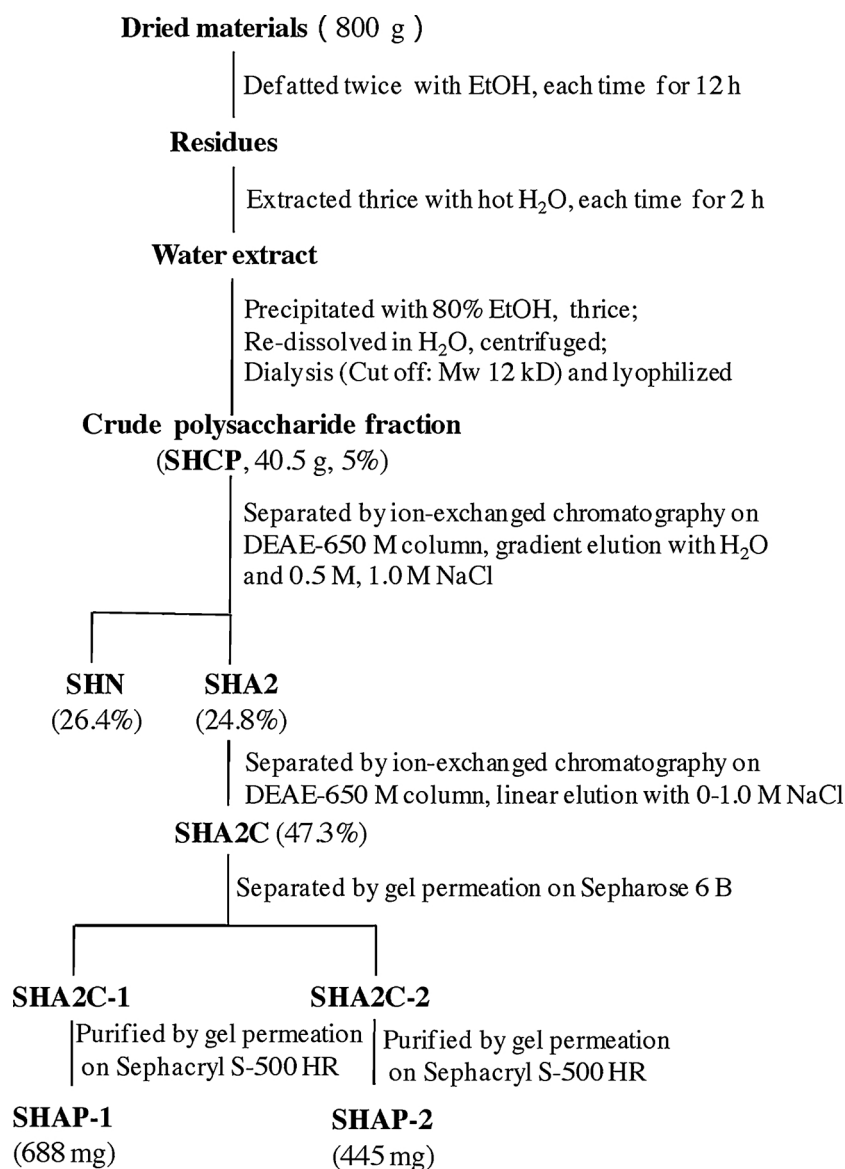 Dried materials ( 800 g )
Defatted twice with EtOH, each time for 12 h
Residues
Extracted thrice with hot H₂O, each time for 2 h
Water extract
Precipitated with 80% EtOH, thrice;
Re-dissolved in H₂O, centrifuged;
Dialysis (Cut off: Mw 12 kD) and lyophilized
Crude polysaccharide fraction
(SHCP, 40.5 g, 5%)
Separated by ion-exchanged chromatography on
DEAE-650 M column, gradient elution with H₂O
and 0.5 M, 1.0 M NaCl
SHN SHA2
(26.4%) (24.8%)
Separated by ion-exchanged chromatography on
DEAE-650 M column, linear elution with 0-1.0 M NaCl
SHA2C (47.3%)
Separated by gel permeation on Sepharose 6 B
SHA2C-1 SHA2C-2
Purified by gel permeation
on Sephacryl S-500 HR
Purified by gel permeation
on Sephacryl S-500 HR
SHAP-1 SHAP-2
(688 mg) (445 mg)